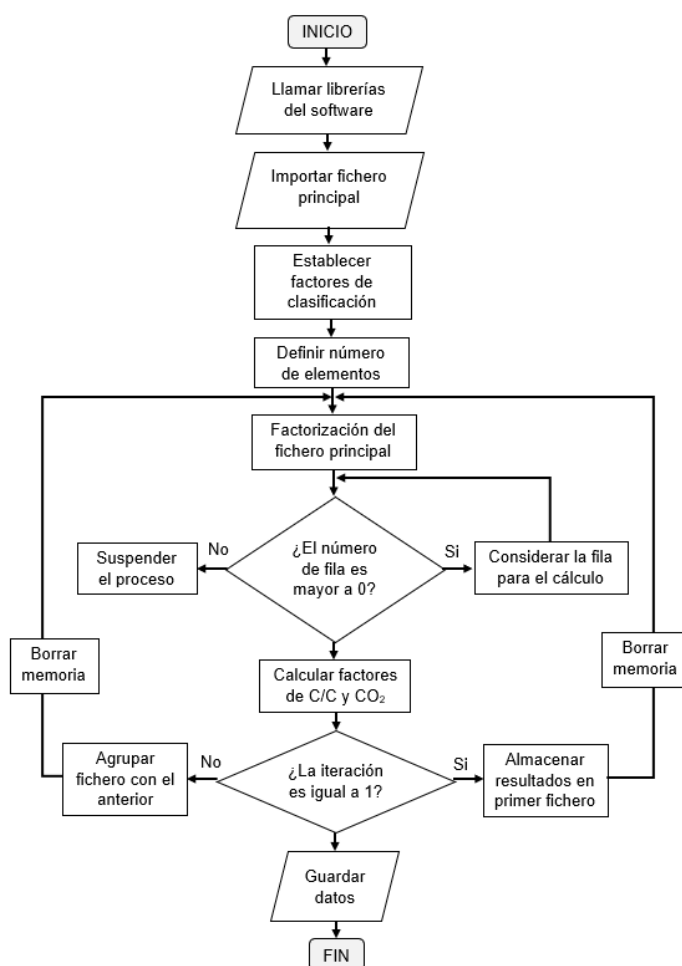 INICIO
Llamar librerías
del software
Importar fichero
principal
Establecer
factores de
clasificación
Definir número
de elementos
Factorización del
fichero principal
¿El número
de fila es
mayor a 0?
No
Si
Suspender
el proceso
Considerar la fila
para el cálculo
Borrar
memoria
Borrar
memoria
Calcular factores
de C/C y CO₂
¿La iteración
es igual a 1?
No
Si
Agrupar
fichero con el
anterior
Almacenar
resultados en
primer fichero
Guardar
datos
FIN